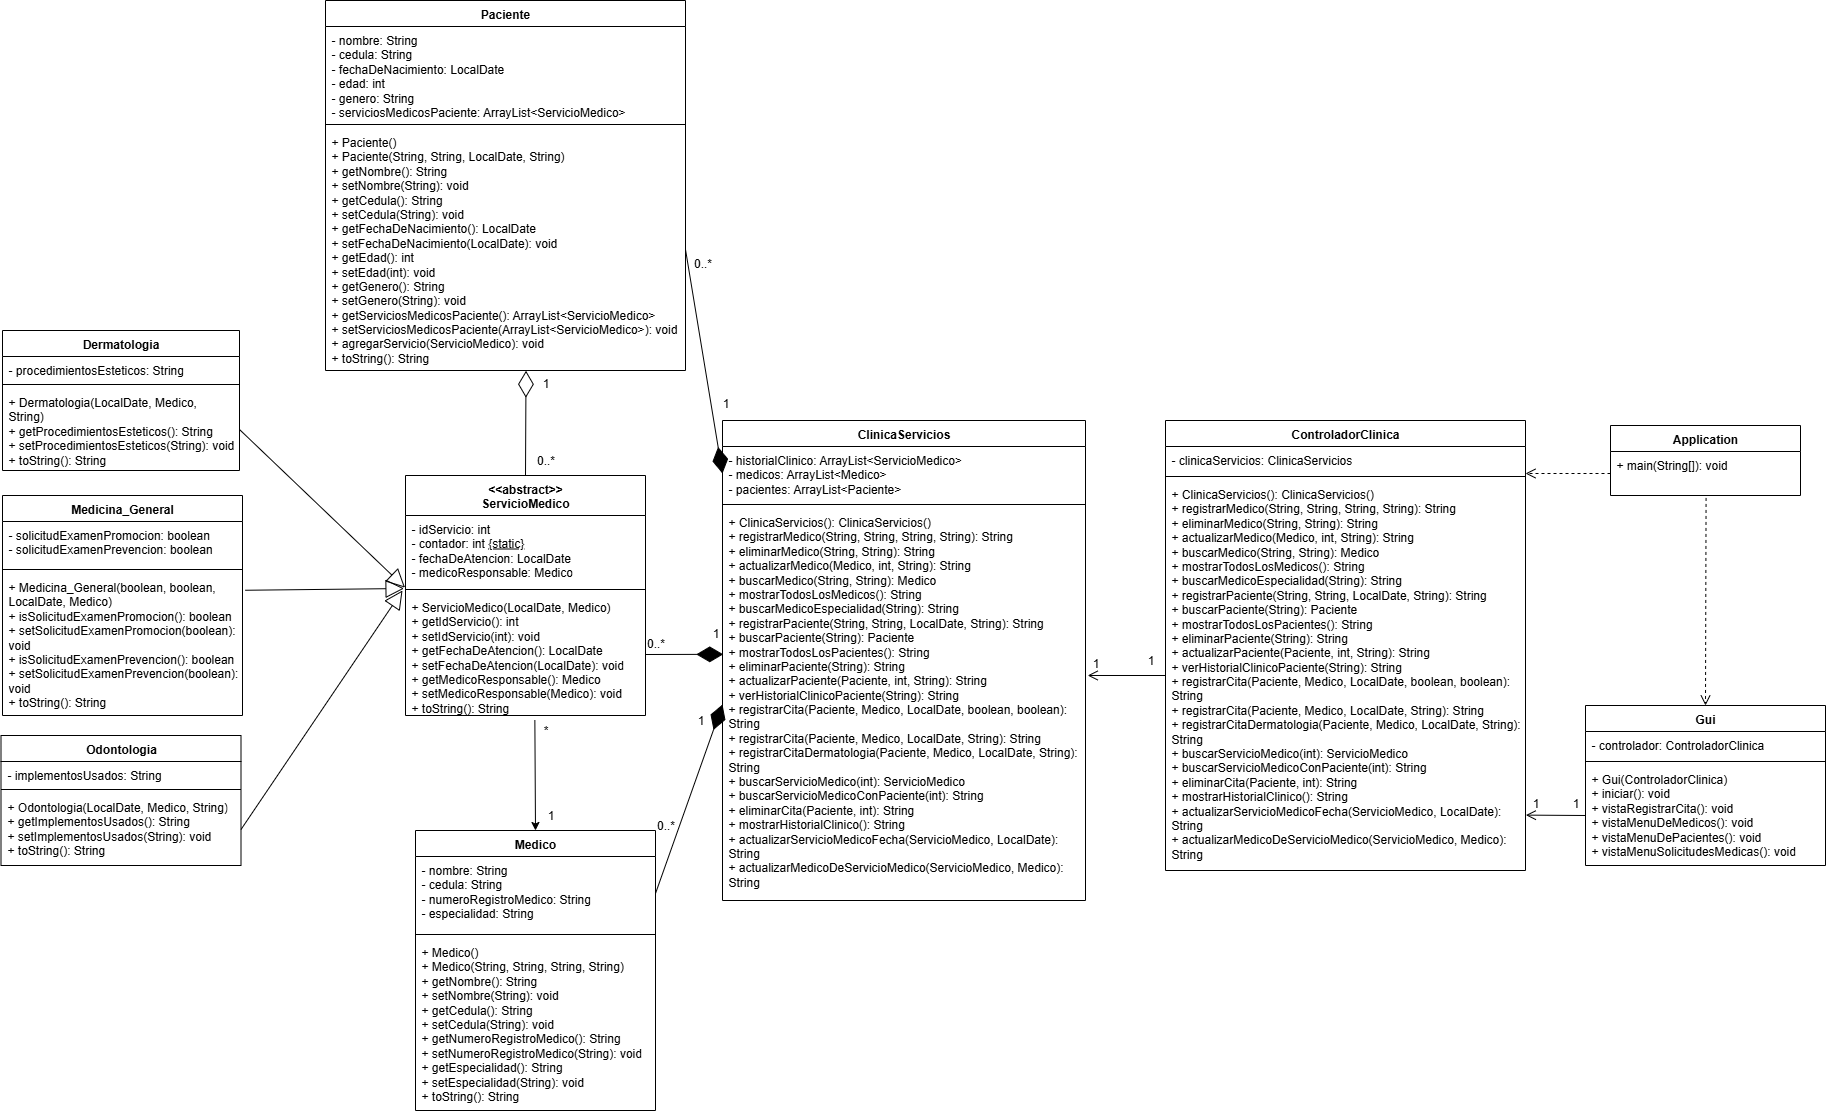 Paciente
- nombre: String
- cedula: String
- fechaDeNacimiento: LocalDate
- edad: int
- genero: String
- serviciosMedicosPaciente: ArrayList<ServicioMedico>
+ Paciente()
+ Paciente(String, String, LocalDate, String)
+ getNombre(): String
+ setNombre(String): void
+ getCedula(): String
+ setCedula(String): void
+ getFechaDeNacimiento(): LocalDate
+ setFechaDeNacimiento(LocalDate): void
+ getEdad(): int
+ setEdad(int): void
+ getGenero(): String
+ setGenero(String): void
+ getServiciosMedicosPaciente(): ArrayList<ServicioMedico>
+ setServiciosMedicosPaciente(ArrayList<ServicioMedico>): void
+ agregarServicio(ServicioMedico): void
+ toString(): String
0..*
1
1
0..*
Dermatologia
- procedimientosEsteticos: String
+ Dermatologia(LocalDate, Medico,
String)
+ getProcedimientosEsteticos(): String
+ setProcedimientosEsteticos(String): void
+ toString(): String
Medicina_General
- solicitudExamenPromocion: boolean
- solicitudExamenPrevencion: boolean
+ Medicina_General(boolean, boolean,
LocalDate, Medico)
+ isSolicitudExamenPromocion(): boolean
+ setSolicitudExamenPromocion(boolean):
void
+ isSolicitudExamenPrevencion(): boolean
+ setSolicitudExamenPrevencion(boolean):
void
+ toString(): String
Odontologia
- implementosUsados: String
+ Odontologia(LocalDate, Medico, String)
+ getImplementosUsados(): String
+ setImplementosUsados(String): void
+ toString(): String
<<abstract>>
ServicioMedico
- idServicio: int
- contador: int {static}
- fechaDeAtencion: LocalDate
- medicoResponsable: Medico
+ ServicioMedico(LocalDate, Medico)
+ getIdServicio(): int
+ setIdServicio(int): void
+ getFechaDeAtencion(): LocalDate
+ setFechaDeAtencion(LocalDate): void
+ getMedicoResponsable(): Medico
+ setMedicoResponsable(Medico): void
+ toString(): String
0..*
1
*
1
1
0..*
Medico
- nombre: String
- cedula: String
- numeroRegistroMedico: String
- especialidad: String
+ Medico()
+ Medico(String, String, String, String)
+ getNombre(): String
+ setNombre(String): void
+ getCedula(): String
+ setCedula(String): void
+ getNumeroRegistroMedico(): String
+ setNumeroRegistroMedico(String): void
+ getEspecialidad(): String
+ setEspecialidad(String): void
+ toString(): String
ClinicaServicios
- historialClinico: ArrayList<ServicioMedico>
- medicos: ArrayList<Medico>
- pacientes: ArrayList<Paciente>
+ ClinicaServicios(): ClinicaServicios()
+ registrarMedico(String, String, String, String): String
+ eliminarMedico(String, String): String
+ actualizarMedico(Medico, int, String): String
+ buscarMedico(String, String): Medico
+ mostrarTodosLosMedicos(): String
+ buscarMedicoEspecialidad(String): String
+ registrarPaciente(String, String, LocalDate, String): String
+ buscarPaciente(String): Paciente
+ mostrarTodosLosPacientes(): String
+ eliminarPaciente(String): String
+ actualizarPaciente(Paciente, int, String): String
+ verHistorialClinicoPaciente(String): String
+ registrarCita(Paciente, Medico, LocalDate, boolean, boolean):
String
+ registrarCita(Paciente, Medico, LocalDate, String): String
+ registrarCitaDermatologia(Paciente, Medico, LocalDate, String):
String
+ buscarServicioMedico(int): ServicioMedico
+ buscarServicioMedicoConPaciente(int): String
+ eliminarCita(Paciente, int): String
+ mostrarHistorialClinico(): String
+ actualizarServicioMedicoFecha(ServicioMedico, LocalDate):
String
+ actualizarMedicoDeServicioMedico(ServicioMedico, Medico):
String
1
1
ControladorClinica
- clinicaServicios: ClinicaServicios
+ ClinicaServicios(): ClinicaServicios()
+ registrarMedico(String, String, String, String): String
+ eliminarMedico(String, String): String
+ actualizarMedico(Medico, int, String): String
+ buscarMedico(String, String): Medico
+ mostrarTodosLosMedicos(): String
+ buscarMedicoEspecialidad(String): String
+ registrarPaciente(String, String, LocalDate, String): String
+ buscarPaciente(String): Paciente
+ mostrarTodosLosPacientes(): String
+ eliminarPaciente(String): String
+ actualizarPaciente(Paciente, int, String): String
+ verHistorialClinicoPaciente(String): String
+ registrarCita(Paciente, Medico, LocalDate, boolean, boolean):
String
+ registrarCita(Paciente, Medico, LocalDate, String): String
+ registrarCitaDermatologia(Paciente, Medico, LocalDate, String):
String
+ buscarServicioMedico(int): ServicioMedico
+ buscarServicioMedicoConPaciente(int): String
+ eliminarCita(Paciente, int): String
+ mostrarHistorialClinico(): String
+ actualizarServicioMedicoFecha(ServicioMedico, LocalDate):
String
+ actualizarMedicoDeServicioMedico(ServicioMedico, Medico):
String
Application
+ main(String[]): void
1
1
Gui
- controlador: ControladorClinica
+ Gui(ControladorClinica)
+ iniciar(): void
+ vistaRegistrarCita(): void
+ vistaMenuDeMedicos(): void
+ vistaMenuDePacientes(): void
+ vistaMenuSolicitudesMedicas(): void